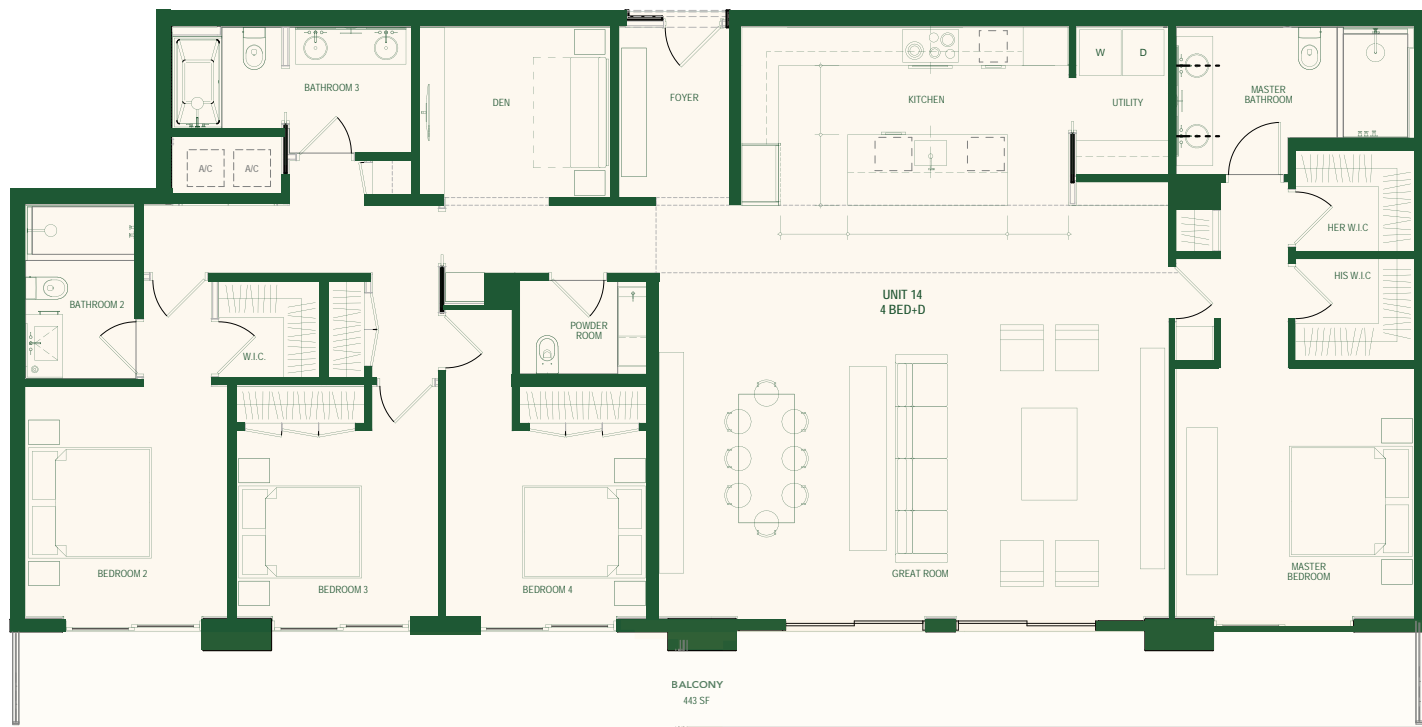 W D
BATHROOM 3
DEN
FOYER
KITCHEN
UTILITY
MASTER
BATHROOM
A/C A/C
HER W.I.C
HIS W.I.C
BATHROOM 2
UNIT 14
4 BED+D
POWDER
ROOM
W.I.C.
BEDROOM 2
BEDROOM 3
BEDROOM 4
GREAT ROOM
MASTER
BEDROOM
BALCONY
443 SF